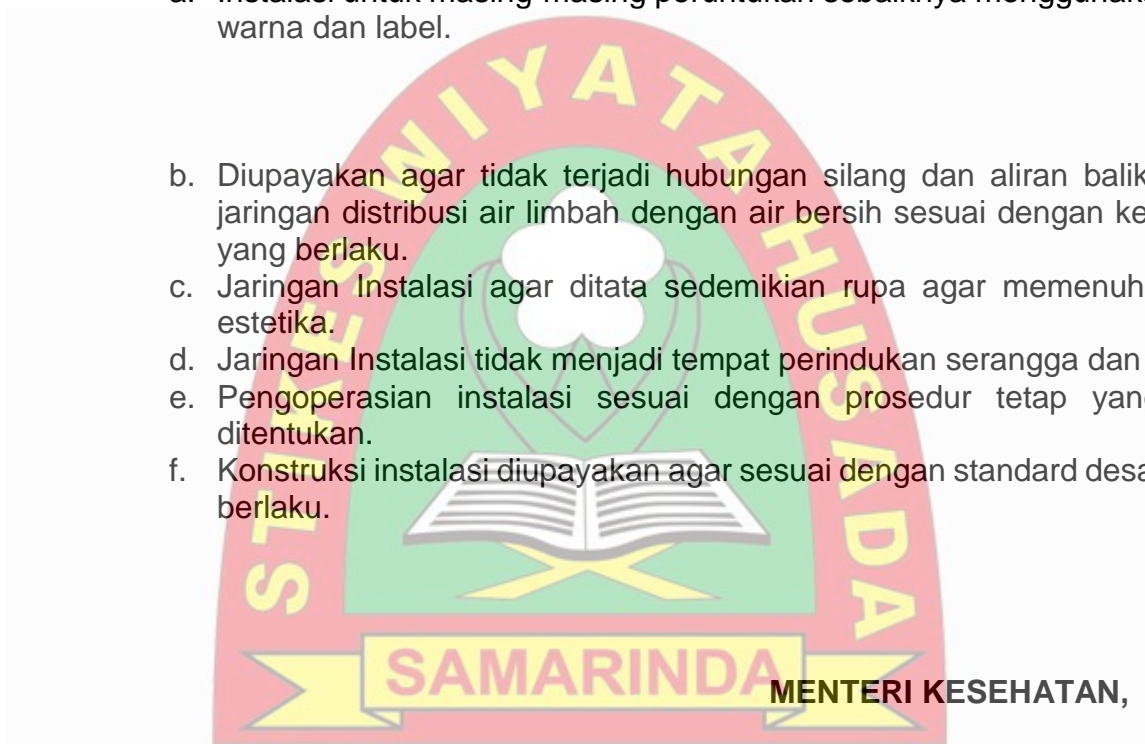 warna dan label.
b. Diupayakan agar tidak terjadi hubungan silang dan aliran balik
jaringan distribusi air limbah dengan air bersih sesuai dengan ke
yang berlaku.
c. Jaringan Instalasi agar ditata sedemikian rupa agar memenuh
estetika.
d. Jaringan Instalasi tidak menjadi tempat perindukan serangga dan
e. Pengoperasian instalasi sesuai dengan prosedur tetap yan
ditentukan.
f. Konstruksi instalasi diupayakan agar sesuai dengan standard desa
berlaku.
MENTERI KESEHATAN,
STIKES WIYATA HUSADA
SAMARINDA